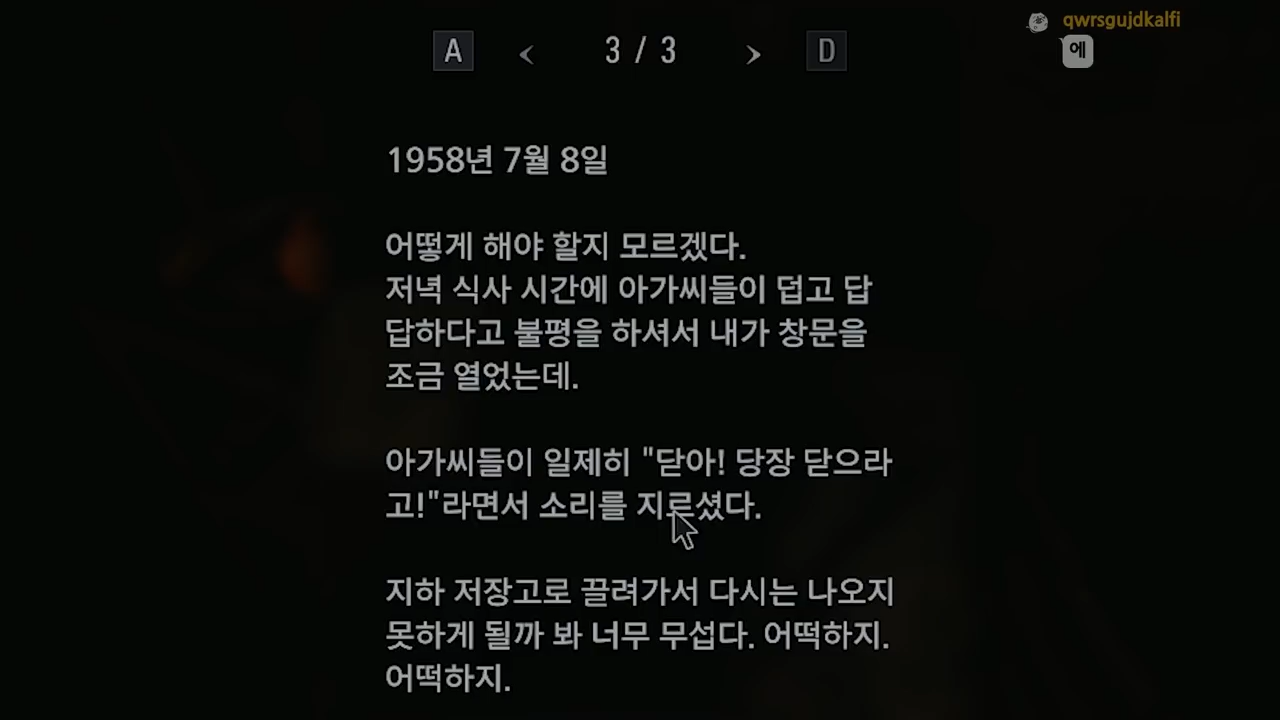 qwrsgujdkalfi
에
A < 3 / 3 > D
1958년 7월 8일
어떻게 해야 할지 모르겠다.
저녁 식사 시간에 아가씨들이 덥고 답
답하다고 불평을 하셔서 내가 창문을
조금 열었는데.
아가씨들이 일제히 "닫아! 당장 닫으라
고!"라면서 소리를 지르셨다.
지하 저장고로 끌려가서 다시는 나오지
못하게 될까 봐 너무 무섭다. 어떡하지.
어떡하지.